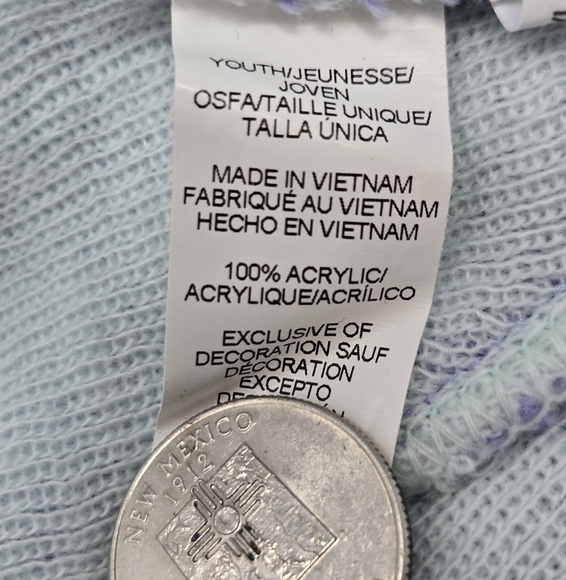 YOUTH/JEUNESSE/
JOVEN
OSFA/TAILLE UNIQUE/
TALLA ÚNICA
MADE IN VIETNAM
FABRIQUÉ AU VIETNAM
HECHO EN VIETNAM
100% ACRYLIC/
ACRYLIQUE/ACRÍLICO
EXCLUSIVE OF
DECORATION SAUF
DÉCORATION
EXCEPTO
NEW MEXICO
1912